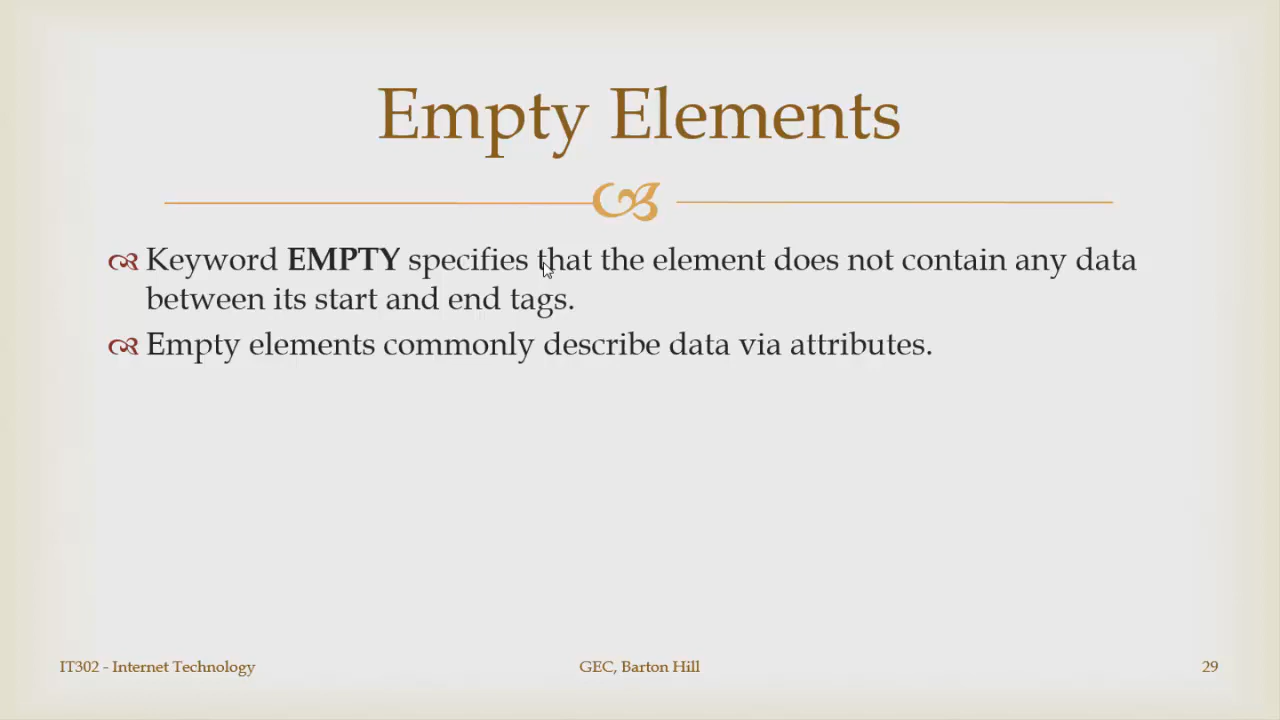 Empty Elements
Keyword EMPTY specifies that the element does not contain any data
between its start and end tags.
Empty elements commonly describe data via attributes.
IT302 - Internet Technology
GEC, Barton Hill
29